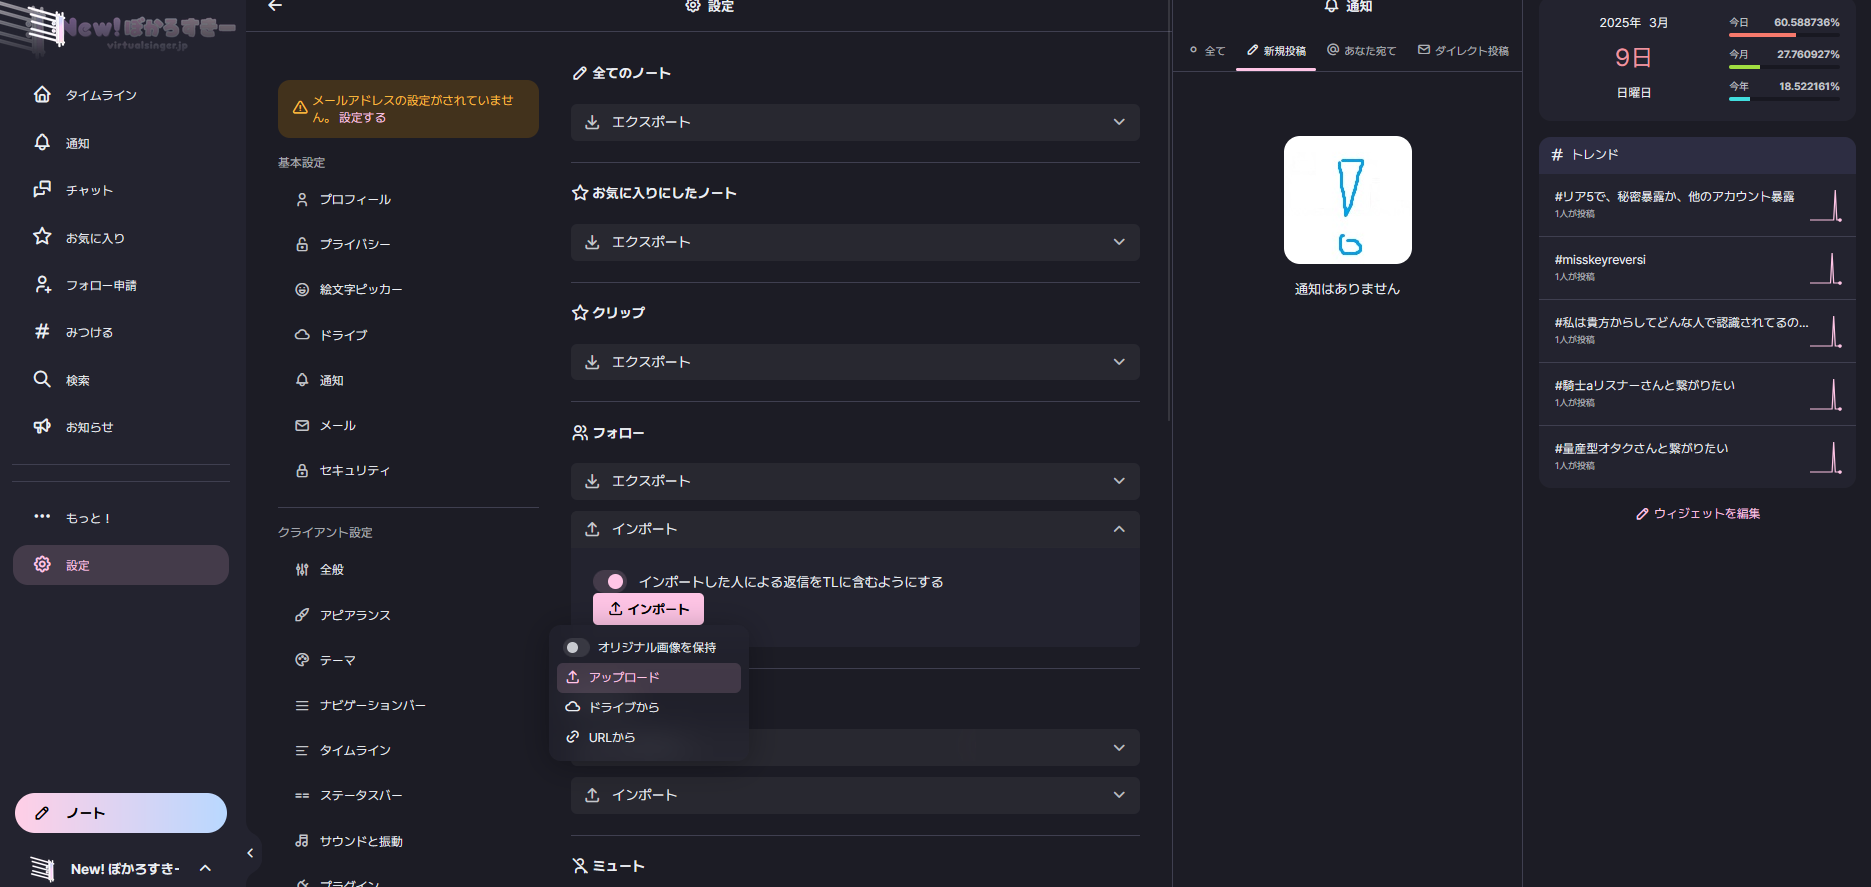 New!ぼかろすきー
virtualsinger.jp
タイムライン
通知
チャット
お気に入り
フォロー申請
みつける
検索
お知らせ
もっと！
設定
ノート
New! ぼかろすきー
設定
メールアドレスの設定がされていませ
ん。 設定する
基本設定
プロフィール
プライバシー
絵文字ピッカー
ドライブ
通知
メール
セキュリティ
クライアント設定
全般
アピアランス
テーマ
ナビゲーションバー
タイムライン
ステータスバー
サウンドと振動
プラグイン
全てのノート
エクスポート
お気に入りにしたノート
エクスポート
クリップ
エクスポート
フォロー
エクスポート
インポート
インポートした人による返信をTLに含むようにする
インポート
オリジナル画像を保持
アップロード
ドライブから
URLから
インポート
ミュート
通知
全て
新規投稿
あなた宛て
ダイレクト投稿
通知はありません
2025年 3月
9日
日曜日
今日 60.588736%
今月 27.760927%
今年 18.522161%
トレンド
#リア5で、秘密暴露か、他のアカウント暴露
1人が投稿
#misskeyreversi
1人が投稿
#私は貴方からしてどんな人で認識されてるの...
1人が投稿
#騎士aリスナーさんと繋がりたい
1人が投稿
#量産型オタクさんと繋がりたい
1人が投稿
ウィジェットを編集